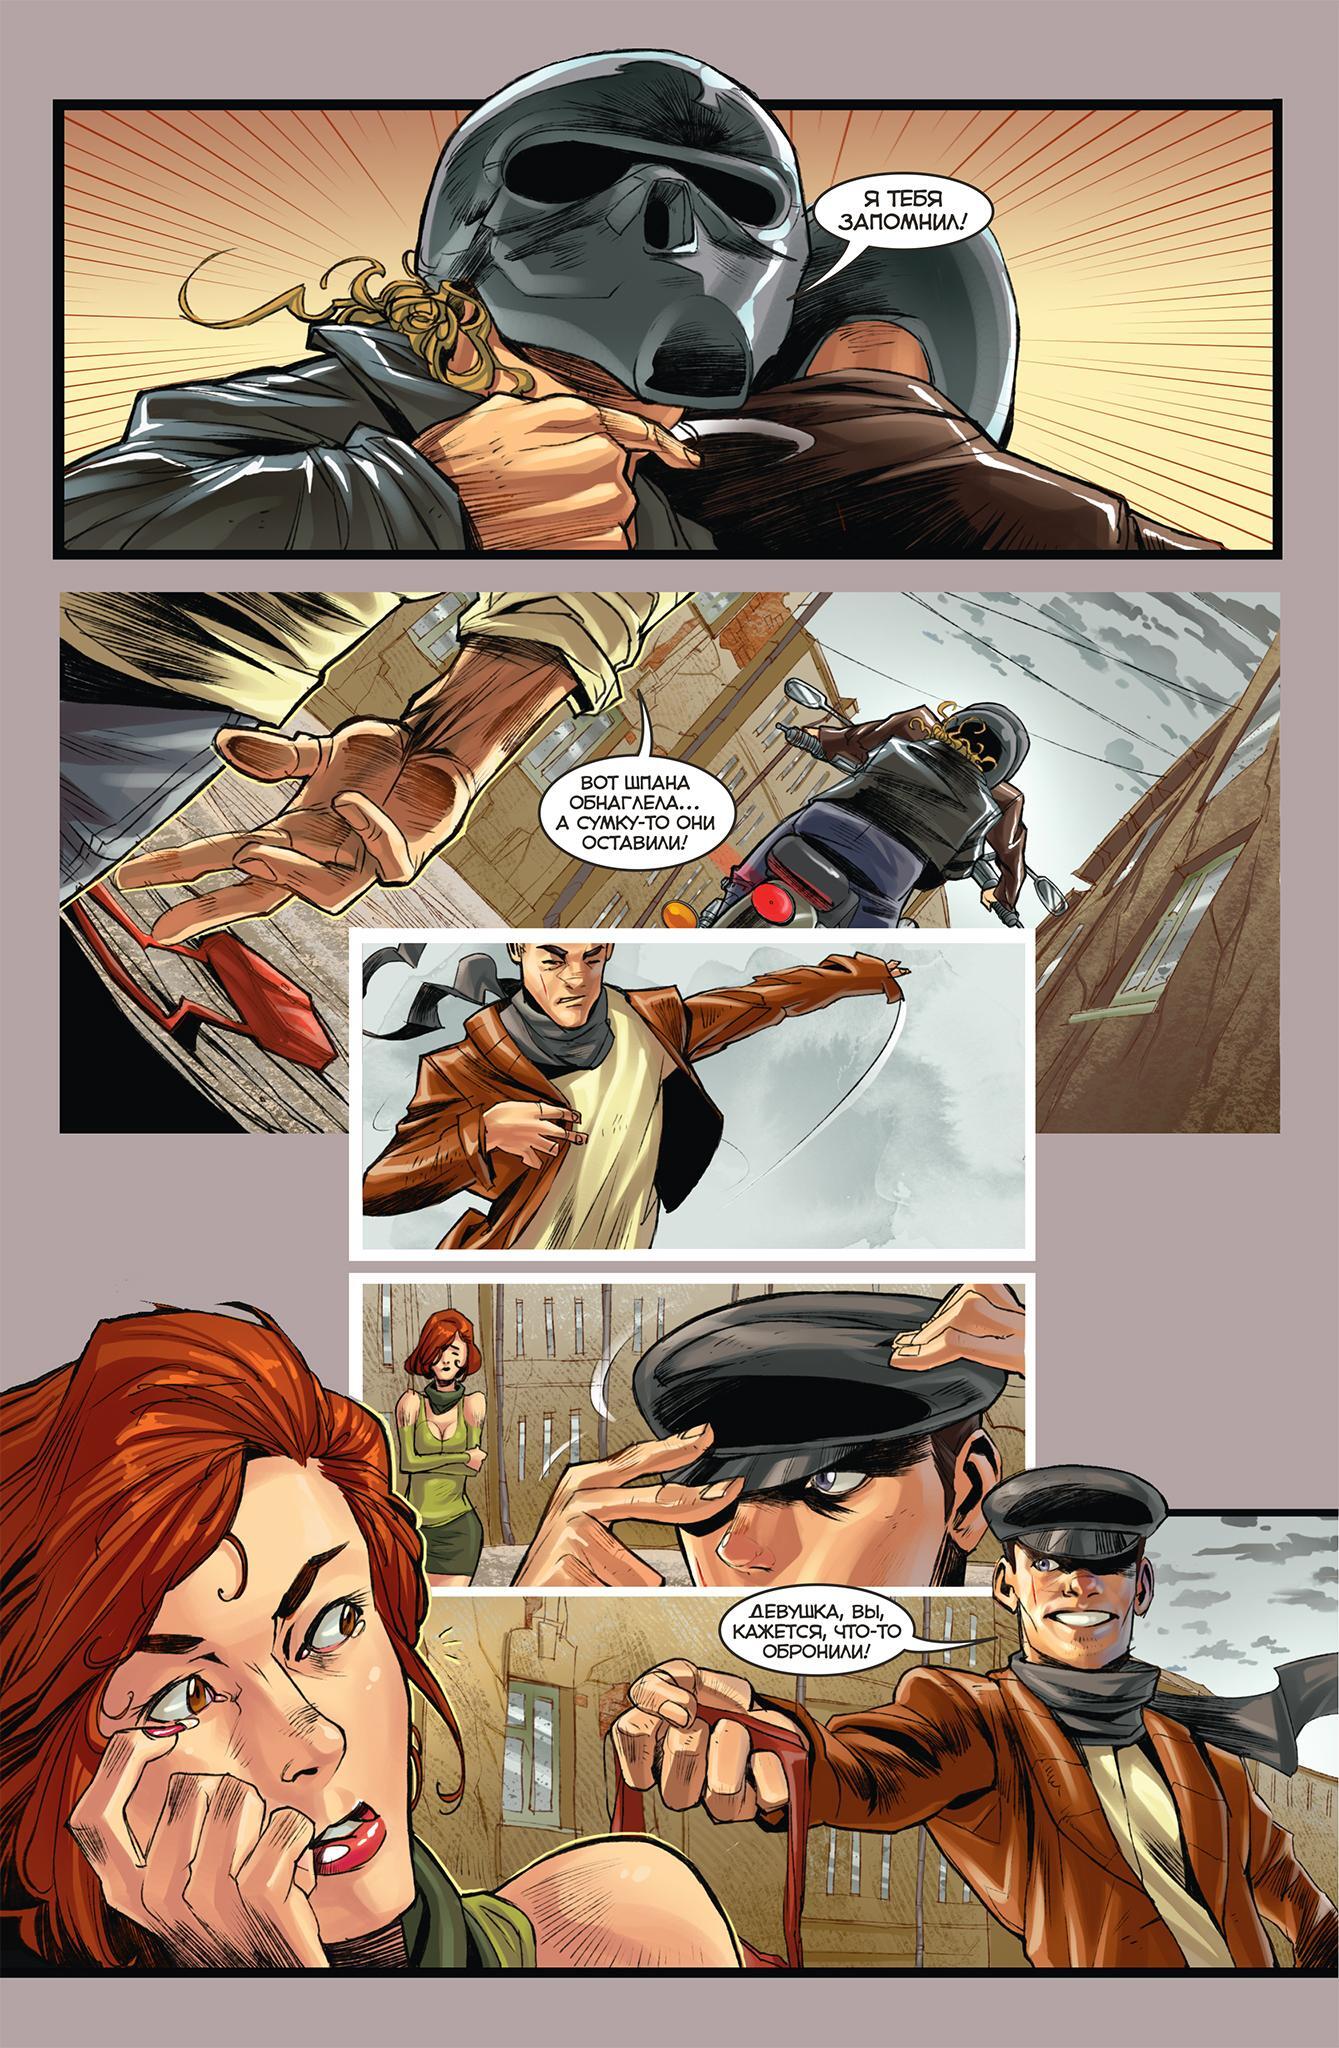 Я ТЕБЯ
ЗАПОМНИЛ!
ВОТ ШПАНА
ОБНАГЛЕЛА...
А СУМКУ-ТО ОНИ
ОСТАВИЛИ!
ДЕВУШКА, ВЫ,
КАЖЕТСЯ, ЧТО-ТО
ОБРОНИЛИ!